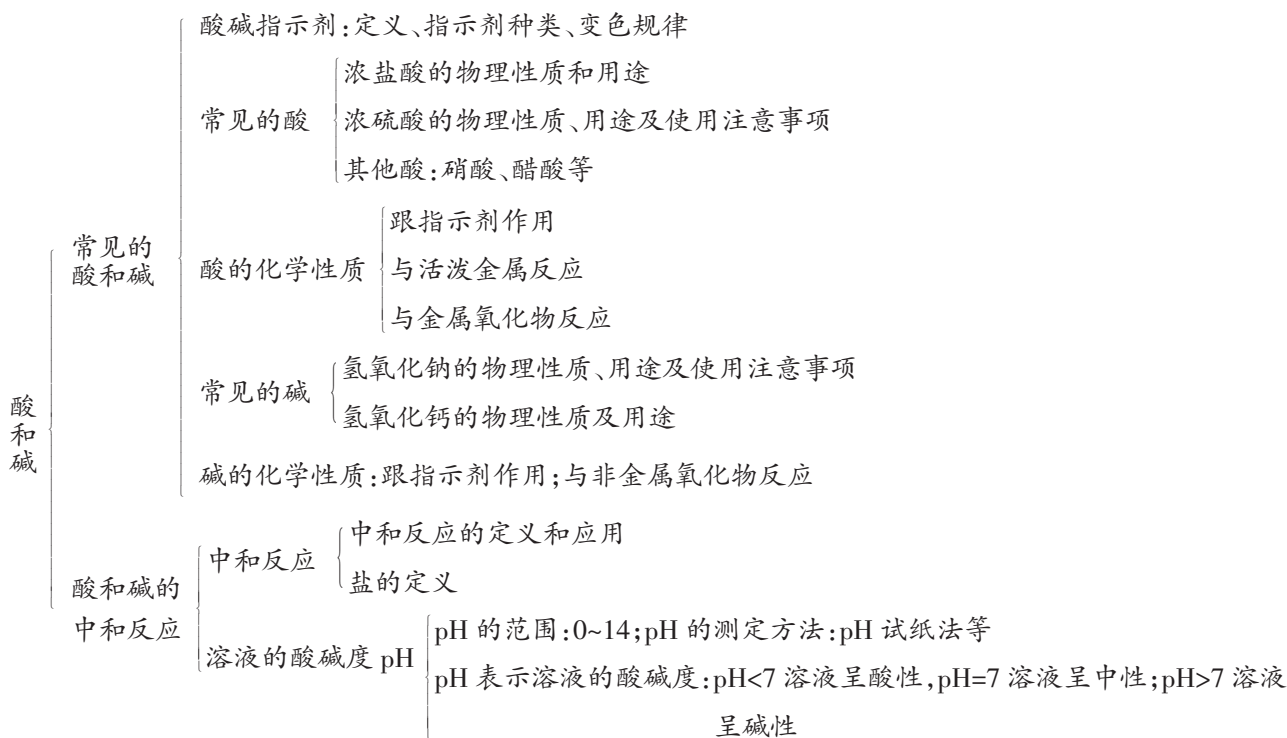 酸碱指示剂:定义、指示剂种类、变色规律
浓盐酸的物理性质和用途
常见的酸
浓硫酸的物理性质、用途及使用注意事项
其他酸:硝酸、醋酸等
常见的
酸和碱
跟指示剂作用
酸的化学性质
与活泼金属反应
与金属氧化物反应
常见的碱
氢氧化钠的物理性质、用途及使用注意事项
氢氧化钙的物理性质及用途
酸
和
碱
碱的化学性质:跟指示剂作用;与非金属氧化物反应
酸和碱的
中和反应
中和反应
中和反应的定义和应用
盐的定义
溶液的酸碱度 pH
pH 的范围:0~14;pH 的测定方法:pH 试纸法等
pH 表示溶液的酸碱度:pH<7 溶液呈酸性,pH=7 溶液呈中性;pH>7 溶液
呈碱性